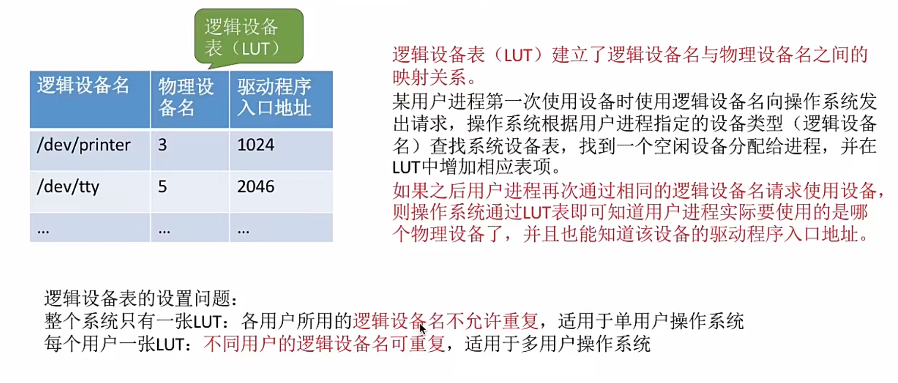 逻辑设备
表（LUT）
逻辑设备名 物理设备名 驱动程序入口地址
/dev/printer 3 1024
/dev/tty 5 2046
... ... ...
逻辑设备表（LUT）建立了逻辑设备名与物理设备名之间的
映射关系。
某用户进程第一次使用设备时使用逻辑设备名向操作系统发
出请求，操作系统根据用户进程指定的设备类型（逻辑设备
名）查找系统设备表，找到一个空闲设备分配给进程，并在
LUT中增加相应表项。
如果之后用户进程再次通过相同的逻辑设备名请求使用设备，
则操作系统通过LUT表即可知道用户进程实际要使用的是哪
个物理设备了，并且也能知道该设备的驱动程序入口地址。
逻辑设备表的设置问题：
整个系统只有一张LUT：各用户所用的逻辑设备名不允许重复，适用于单用户操作系统
每个用户一张LUT：不同用户的逻辑设备名可重复，适用于多用户操作系统